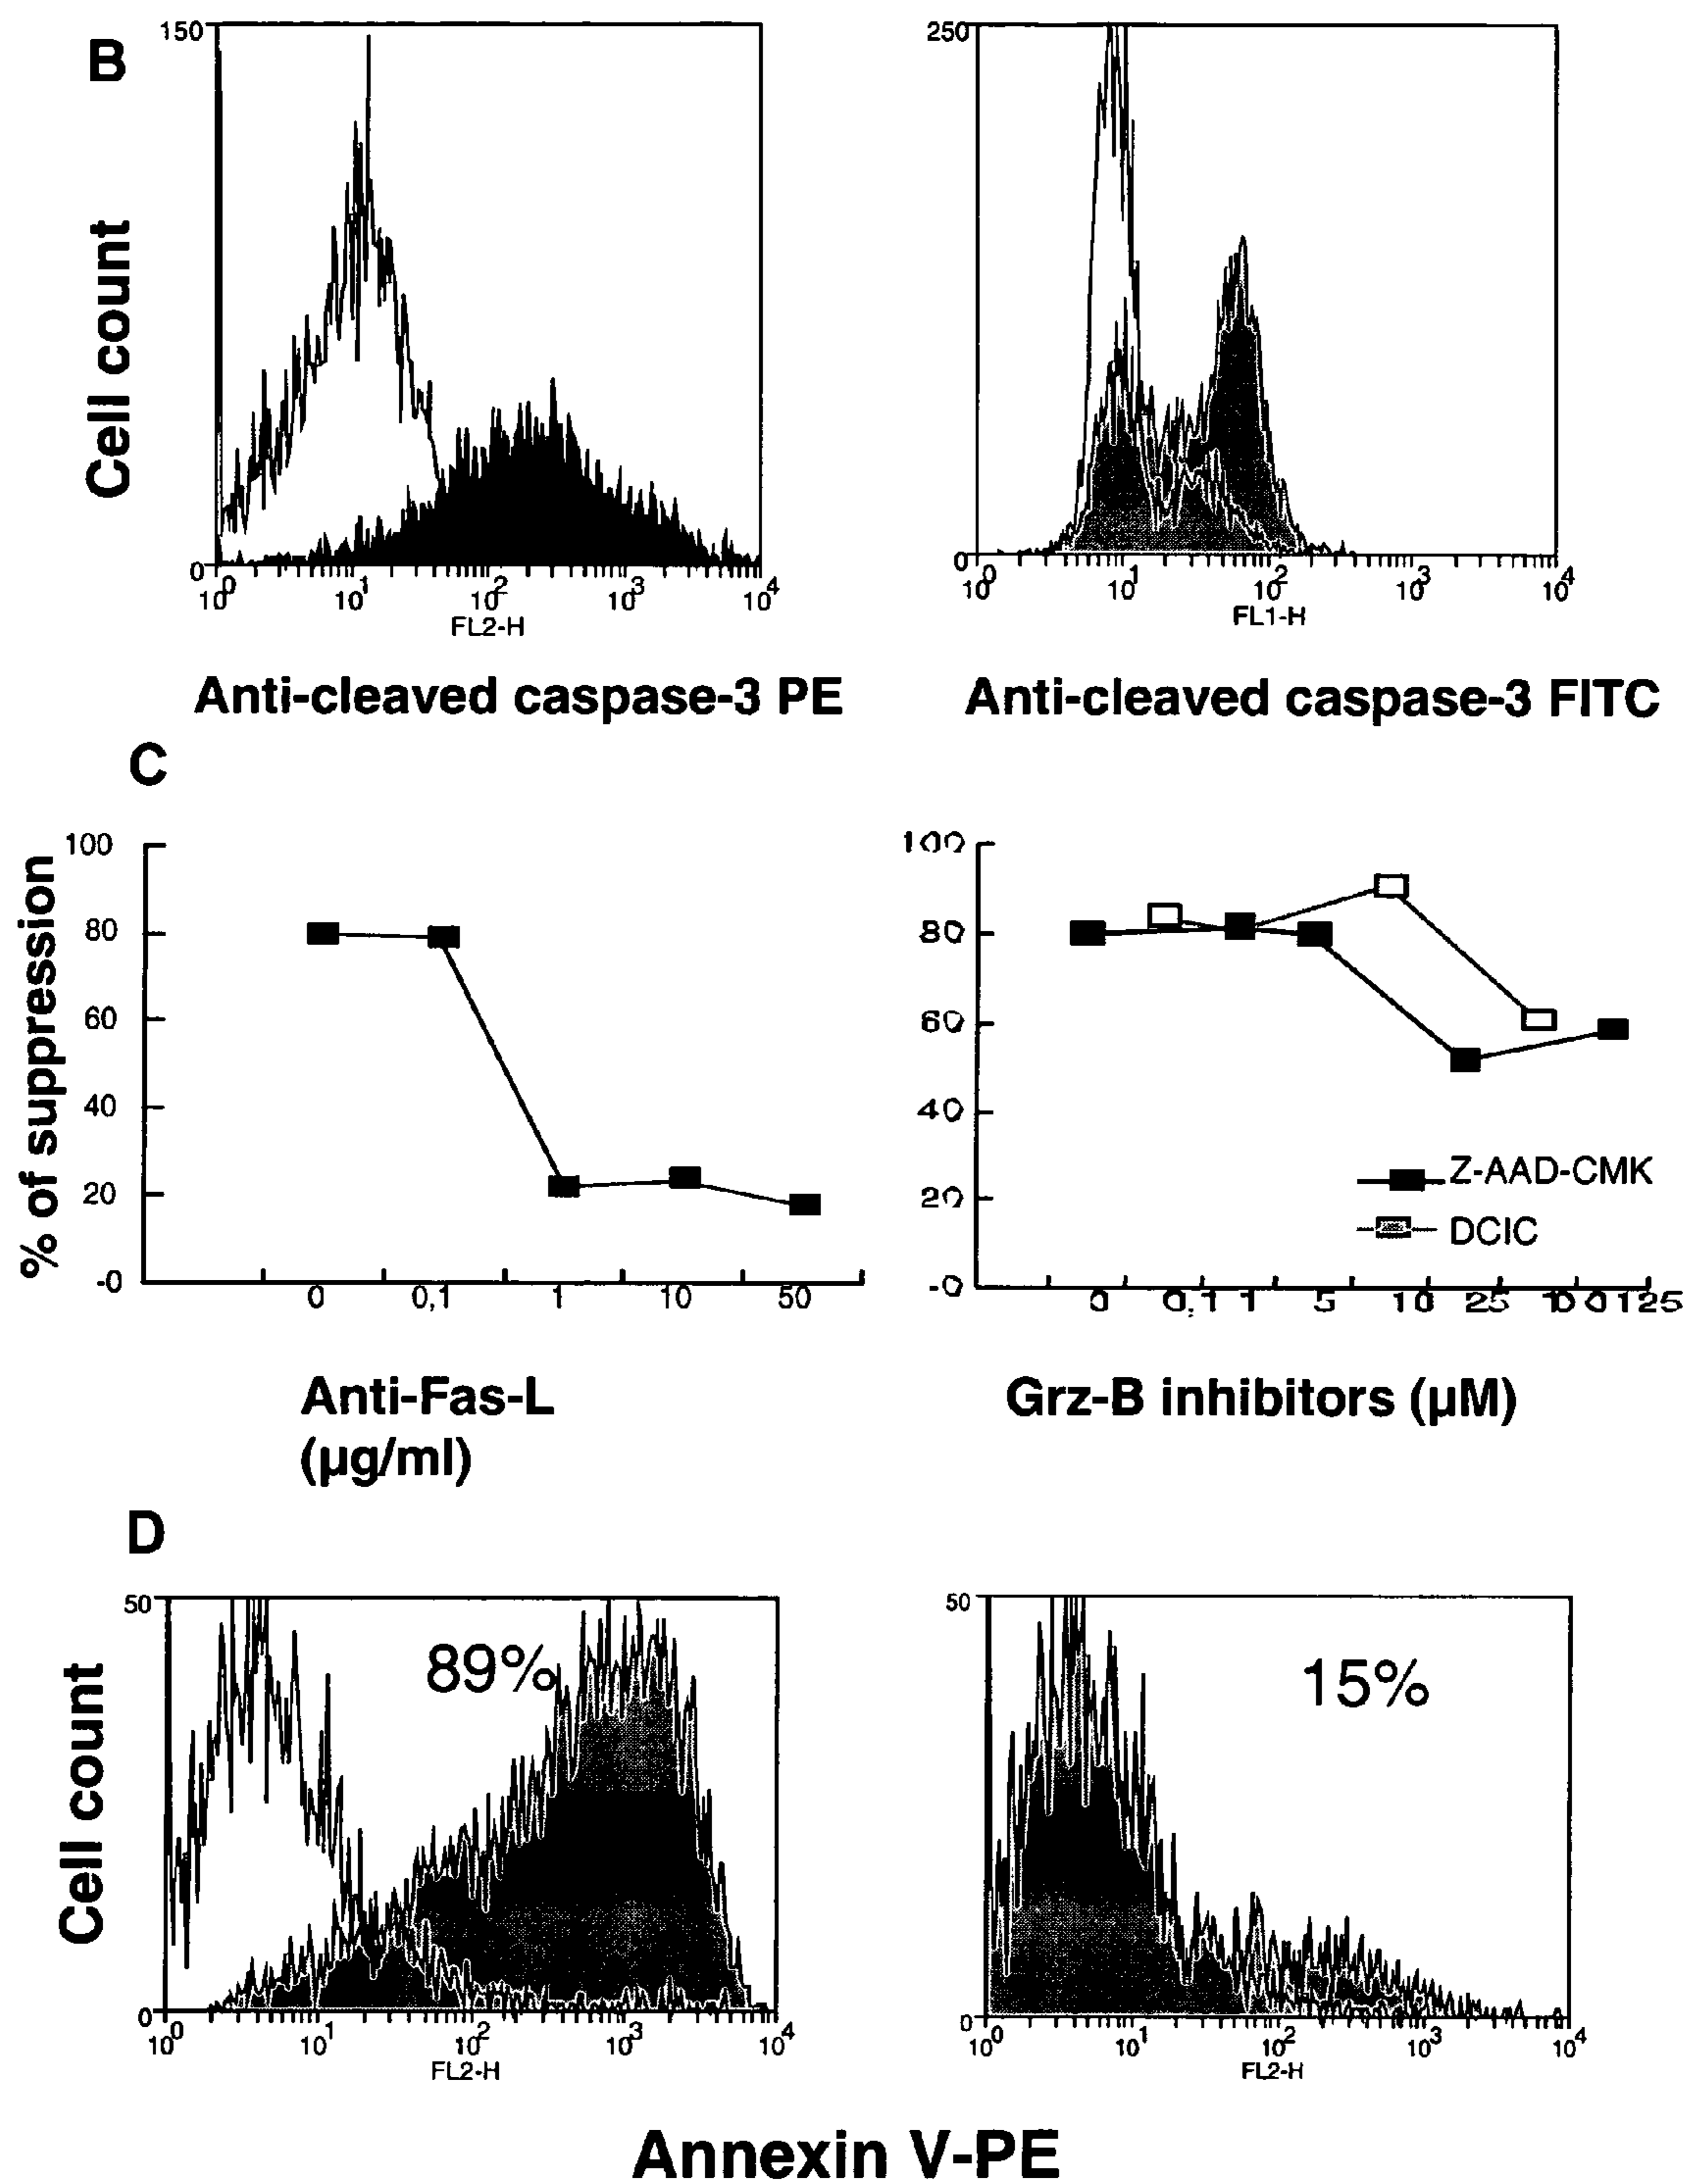 B
150
250
Cell count
0
0
10^0 10^1 10^2 10^3 10^4
10^0 10^1 10^2 10^3 10^4
FL2-H
FL1-H
Anti-cleaved caspase-3 PE
Anti-cleaved caspase-3 FITC
C
% of suppression
100
80
60
40
20
-0
0 0,1 1 10 50
Anti-Fas-L
(µg/ml)
100
80
60
40
20
-0
Z-AAD-CMK
DCIC
0 0,1 1 5 10 25 100 125
Grz-B inhibitors (µM)
D
Cell count
50
89%
0
10^0 10^1 10^2 10^3 10^4
FL2-H
50
15%
0
10^0 10^1 10^2 10^3 10^4
FL2-H
Annexin V-PE